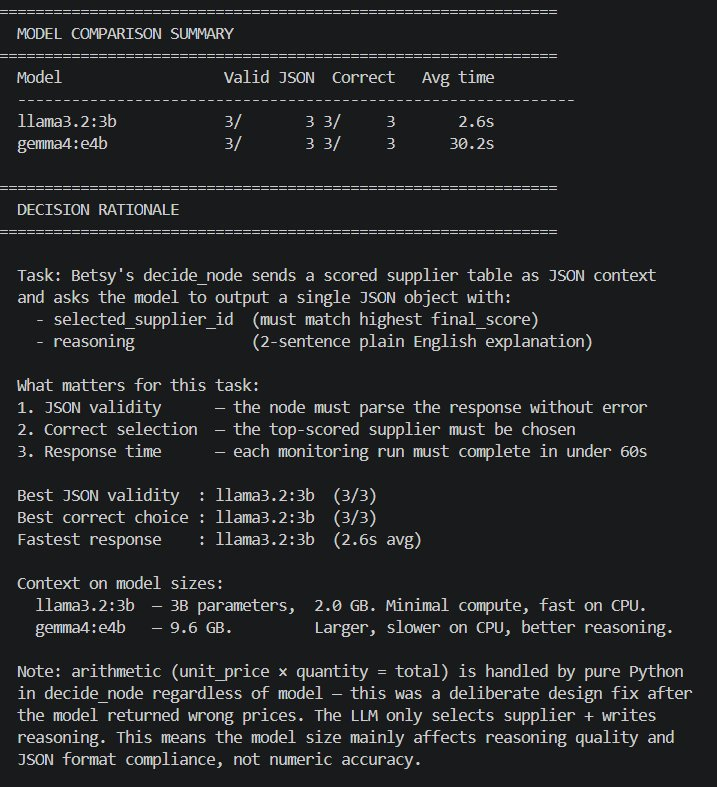 ============================================================
MODEL COMPARISON SUMMARY
============================================================
Model                    Valid JSON  Correct   Avg time
--------------------------------------------------------------
llama3.2:3b              3/       3 3/     3       2.6s
gemma4:e4b               3/       3 3/     3      30.2s
============================================================
DECISION RATIONALE
============================================================
Task: Betsy's decide_node sends a scored supplier table as JSON context
and asks the model to output a single JSON object with:
- selected_supplier_id  (must match highest final_score)
- reasoning             (2-sentence plain English explanation)
What matters for this task:
1. JSON validity      — the node must parse the response without error
2. Correct selection  — the top-scored supplier must be chosen
3. Response time      — each monitoring run must complete in under 60s
Best JSON validity  : llama3.2:3b  (3/3)
Best correct choice : llama3.2:3b  (3/3)
Fastest response    : llama3.2:3b  (2.6s avg)
Context on model sizes:
llama3.2:3b  — 3B parameters,  2.0 GB. Minimal compute, fast on CPU.
gemma4:e4b   — 9.6 GB.         Larger, slower on CPU, better reasoning.
Note: arithmetic (unit_price × quantity = total) is handled by pure Python
in decide_node regardless of model — this was a deliberate design fix after
the model returned wrong prices. The LLM only selects supplier + writes
reasoning. This means the model size mainly affects reasoning quality and
JSON format compliance, not numeric accuracy.